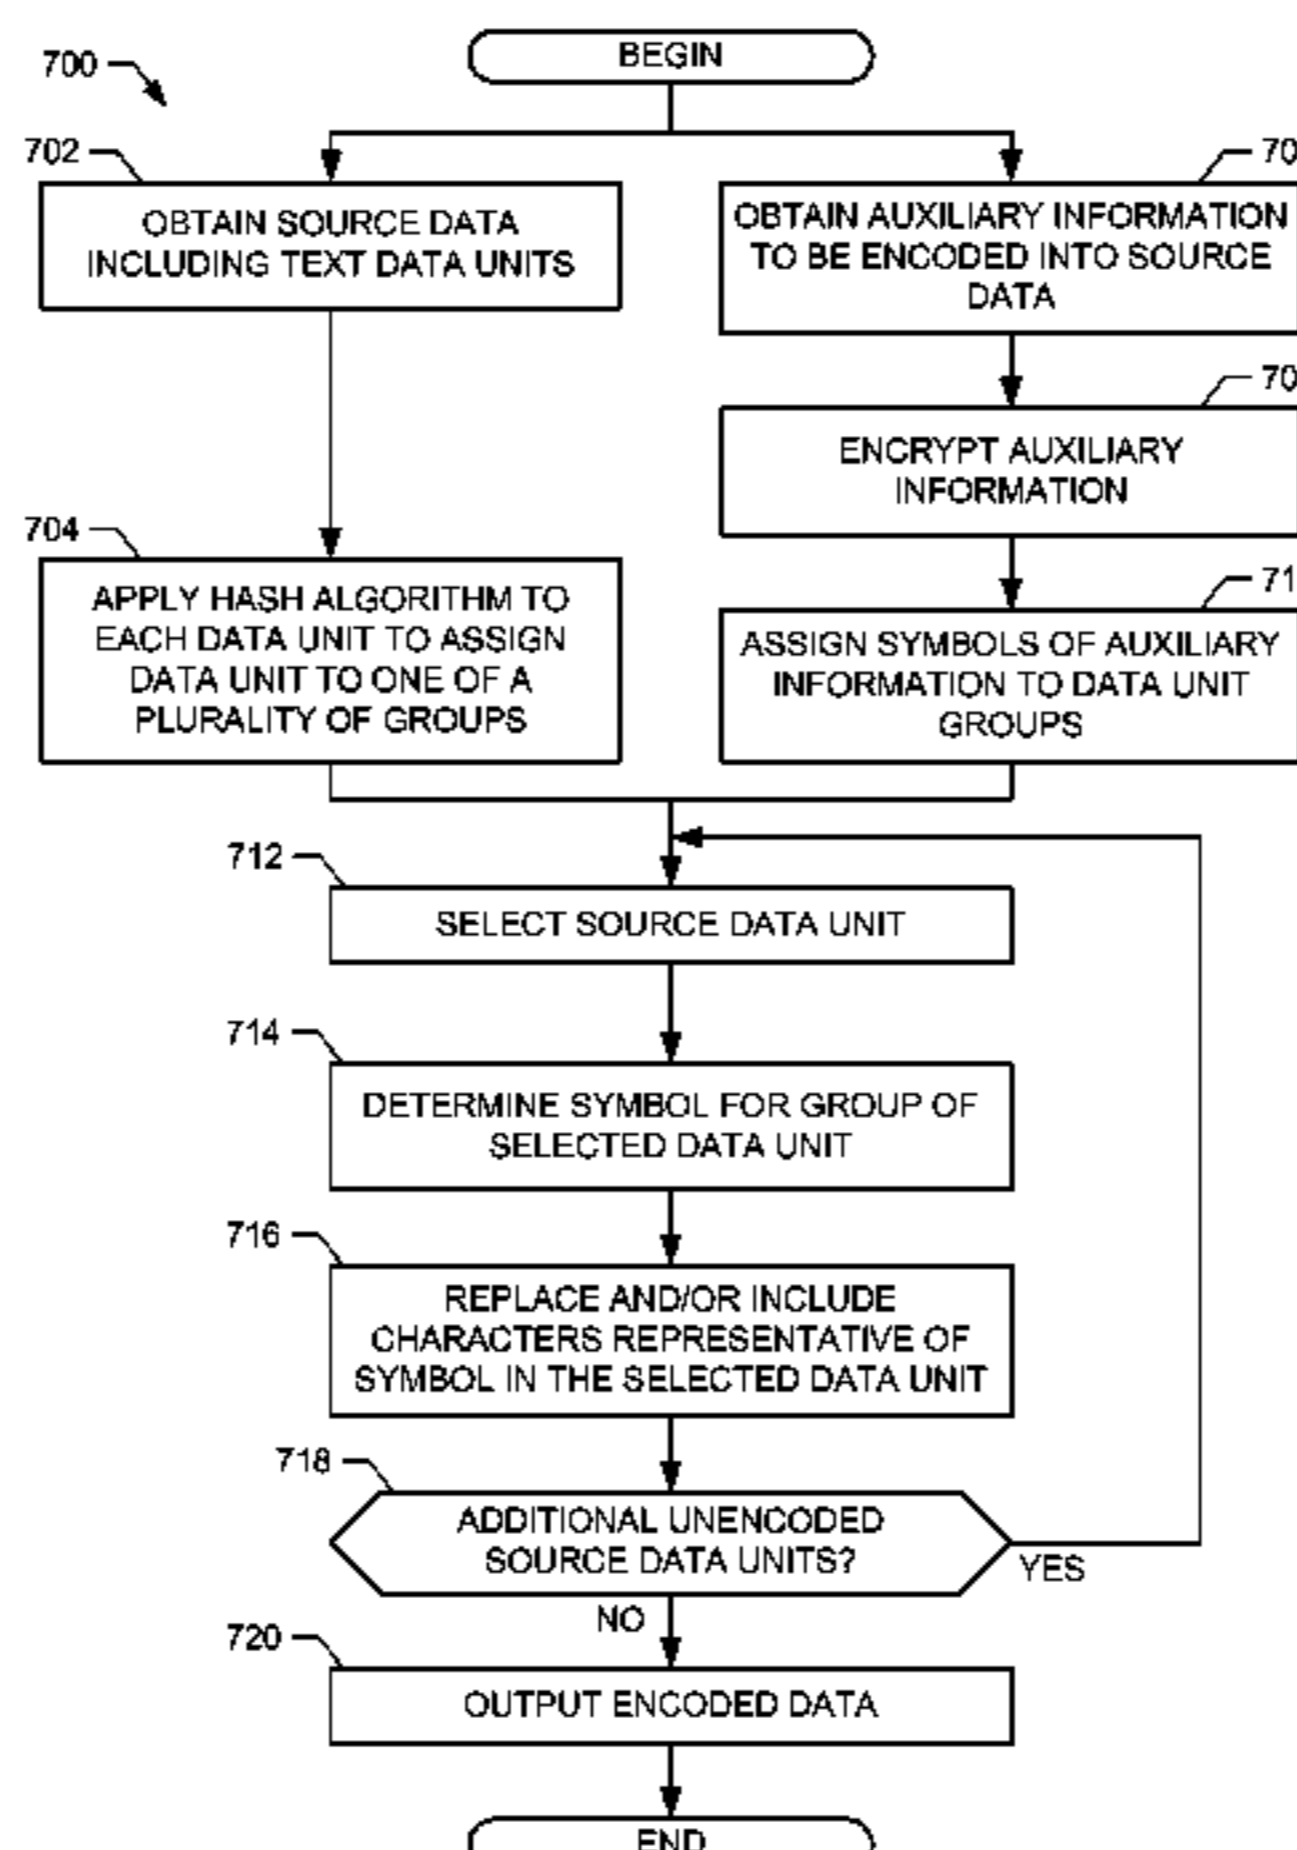 BEGIN
700
702
OBTAIN SOURCE DATA
INCLUDING TEXT DATA UNITS
70
OBTAIN AUXILIARY INFORMATION
TO BE ENCODED INTO SOURCE
DATA
70
ENCRYPT AUXILIARY
INFORMATION
704
APPLY HASH ALGORITHM TO
EACH DATA UNIT TO ASSIGN
DATA UNIT TO ONE OF A
PLURALITY OF GROUPS
71
ASSIGN SYMBOLS OF AUXILIARY
INFORMATION TO DATA UNIT
GROUPS
712
SELECT SOURCE DATA UNIT
714
DETERMINE SYMBOL FOR GROUP OF
SELECTED DATA UNIT
716
REPLACE AND/OR INCLUDE
CHARACTERS REPRESENTATIVE OF
SYMBOL IN THE SELECTED DATA UNIT
718
ADDITIONAL UNENCODED
SOURCE DATA UNITS?
YES
NO
720
OUTPUT ENCODED DATA
END